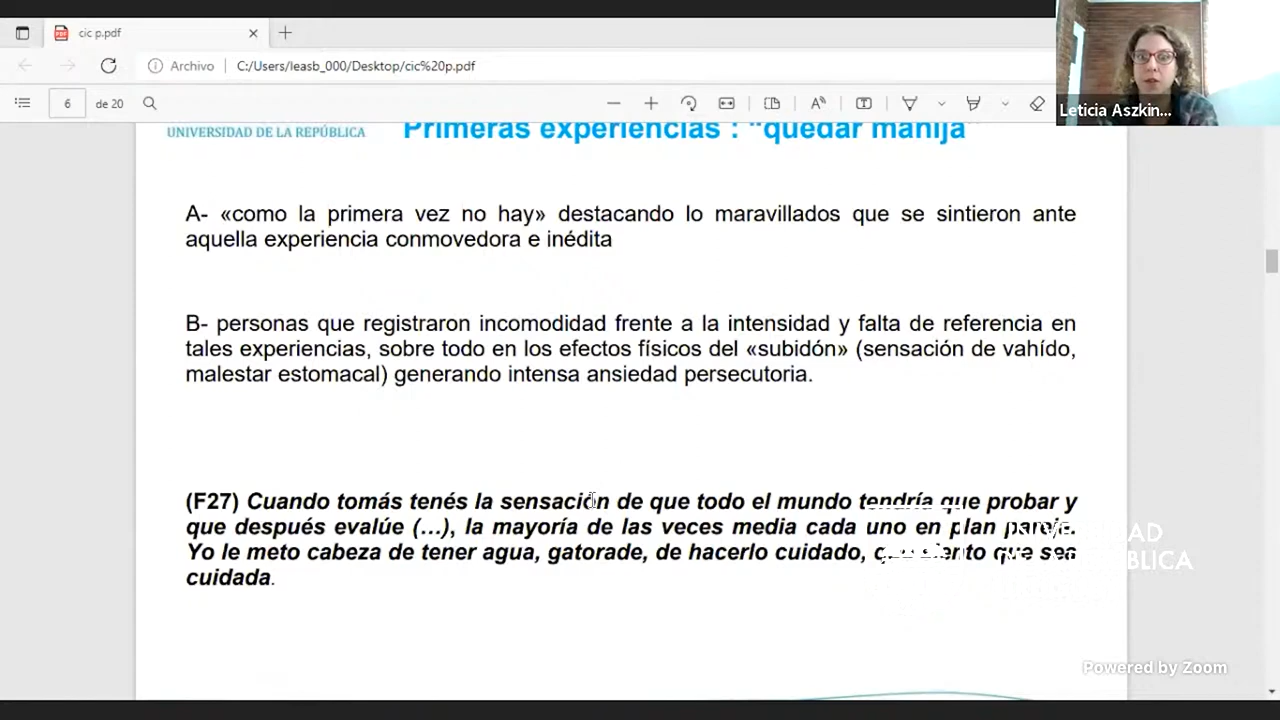 cic p.pdf
Archivo
C:/Users/leasb_000/Desktop/cic%20p.pdf
6 de 20
Leticia Aszkin...
UNIVERSIDAD DE LA REPÚBLICA
Primeras experiencias : "quedar manija"
A- «como la primera vez no hay» destacando lo maravillados que se sintieron ante
aquella experiencia conmovedora e inédita
B- personas que registraron incomodidad frente a la intensidad y falta de referencia en
tales experiencias, sobre todo en los efectos físicos del «subidón» (sensación de vahído,
malestar estomacal) generando intensa ansiedad persecutoria.
(F27) Cuando tomás tenés la sensación de que todo el mundo tendría que probar y
que después evalúe (...), la mayoría de las veces media cada uno en plan
Yo le meto cabeza de tener agua, gatorade, de hacerlo cuidado, que sea
cuidada.
Powered by Zoom